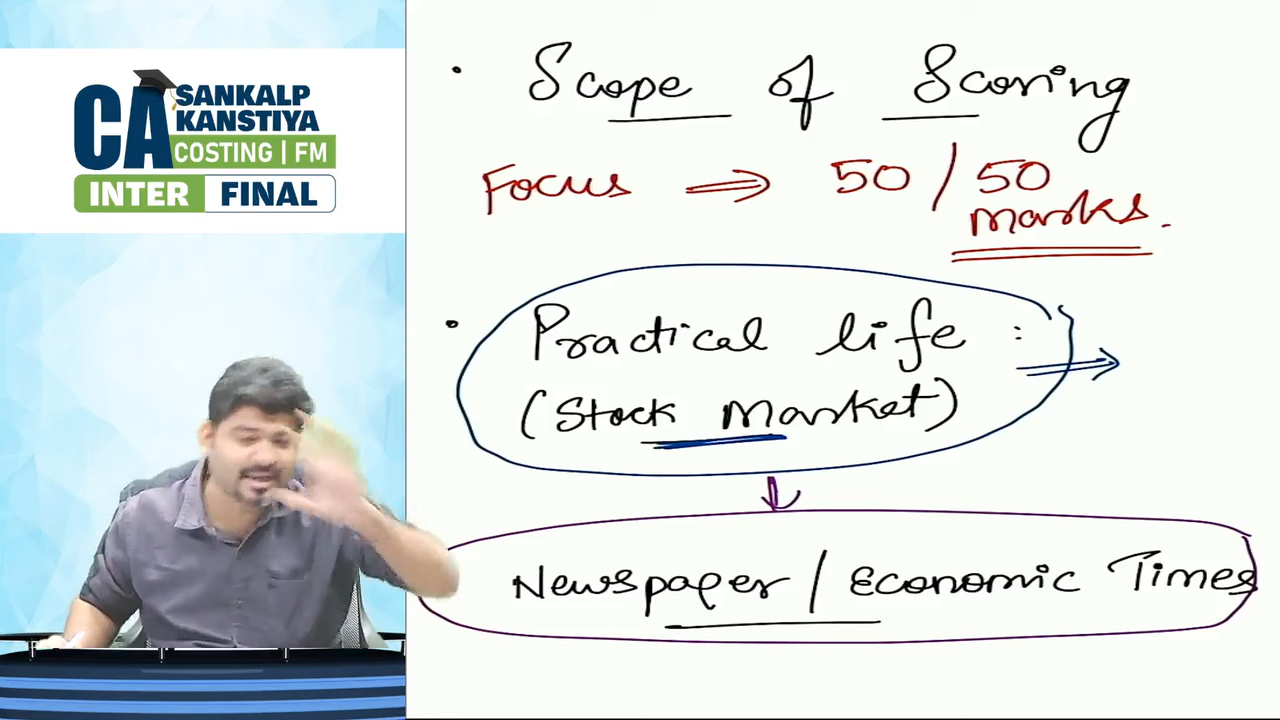 CA SANKALP KANSTIYA
COSTING | FM
INTER FINAL
• Scope of Scoring
Focus ⇒ 50 / 50
marks.
• Practical life :
(Stock Market)
Newspaper / Economic Times